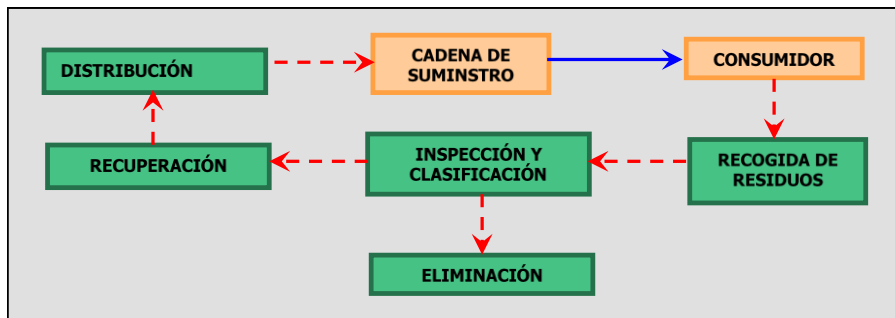 DISTRIBUCIÓN
CADENA DE
SUMINSTRO
CONSUMIDOR
RECUPERACIÓN
INSPECCIÓN Y
CLASIFICACIÓN
RECOGIDA DE
RESIDUOS
ELIMINACIÓN